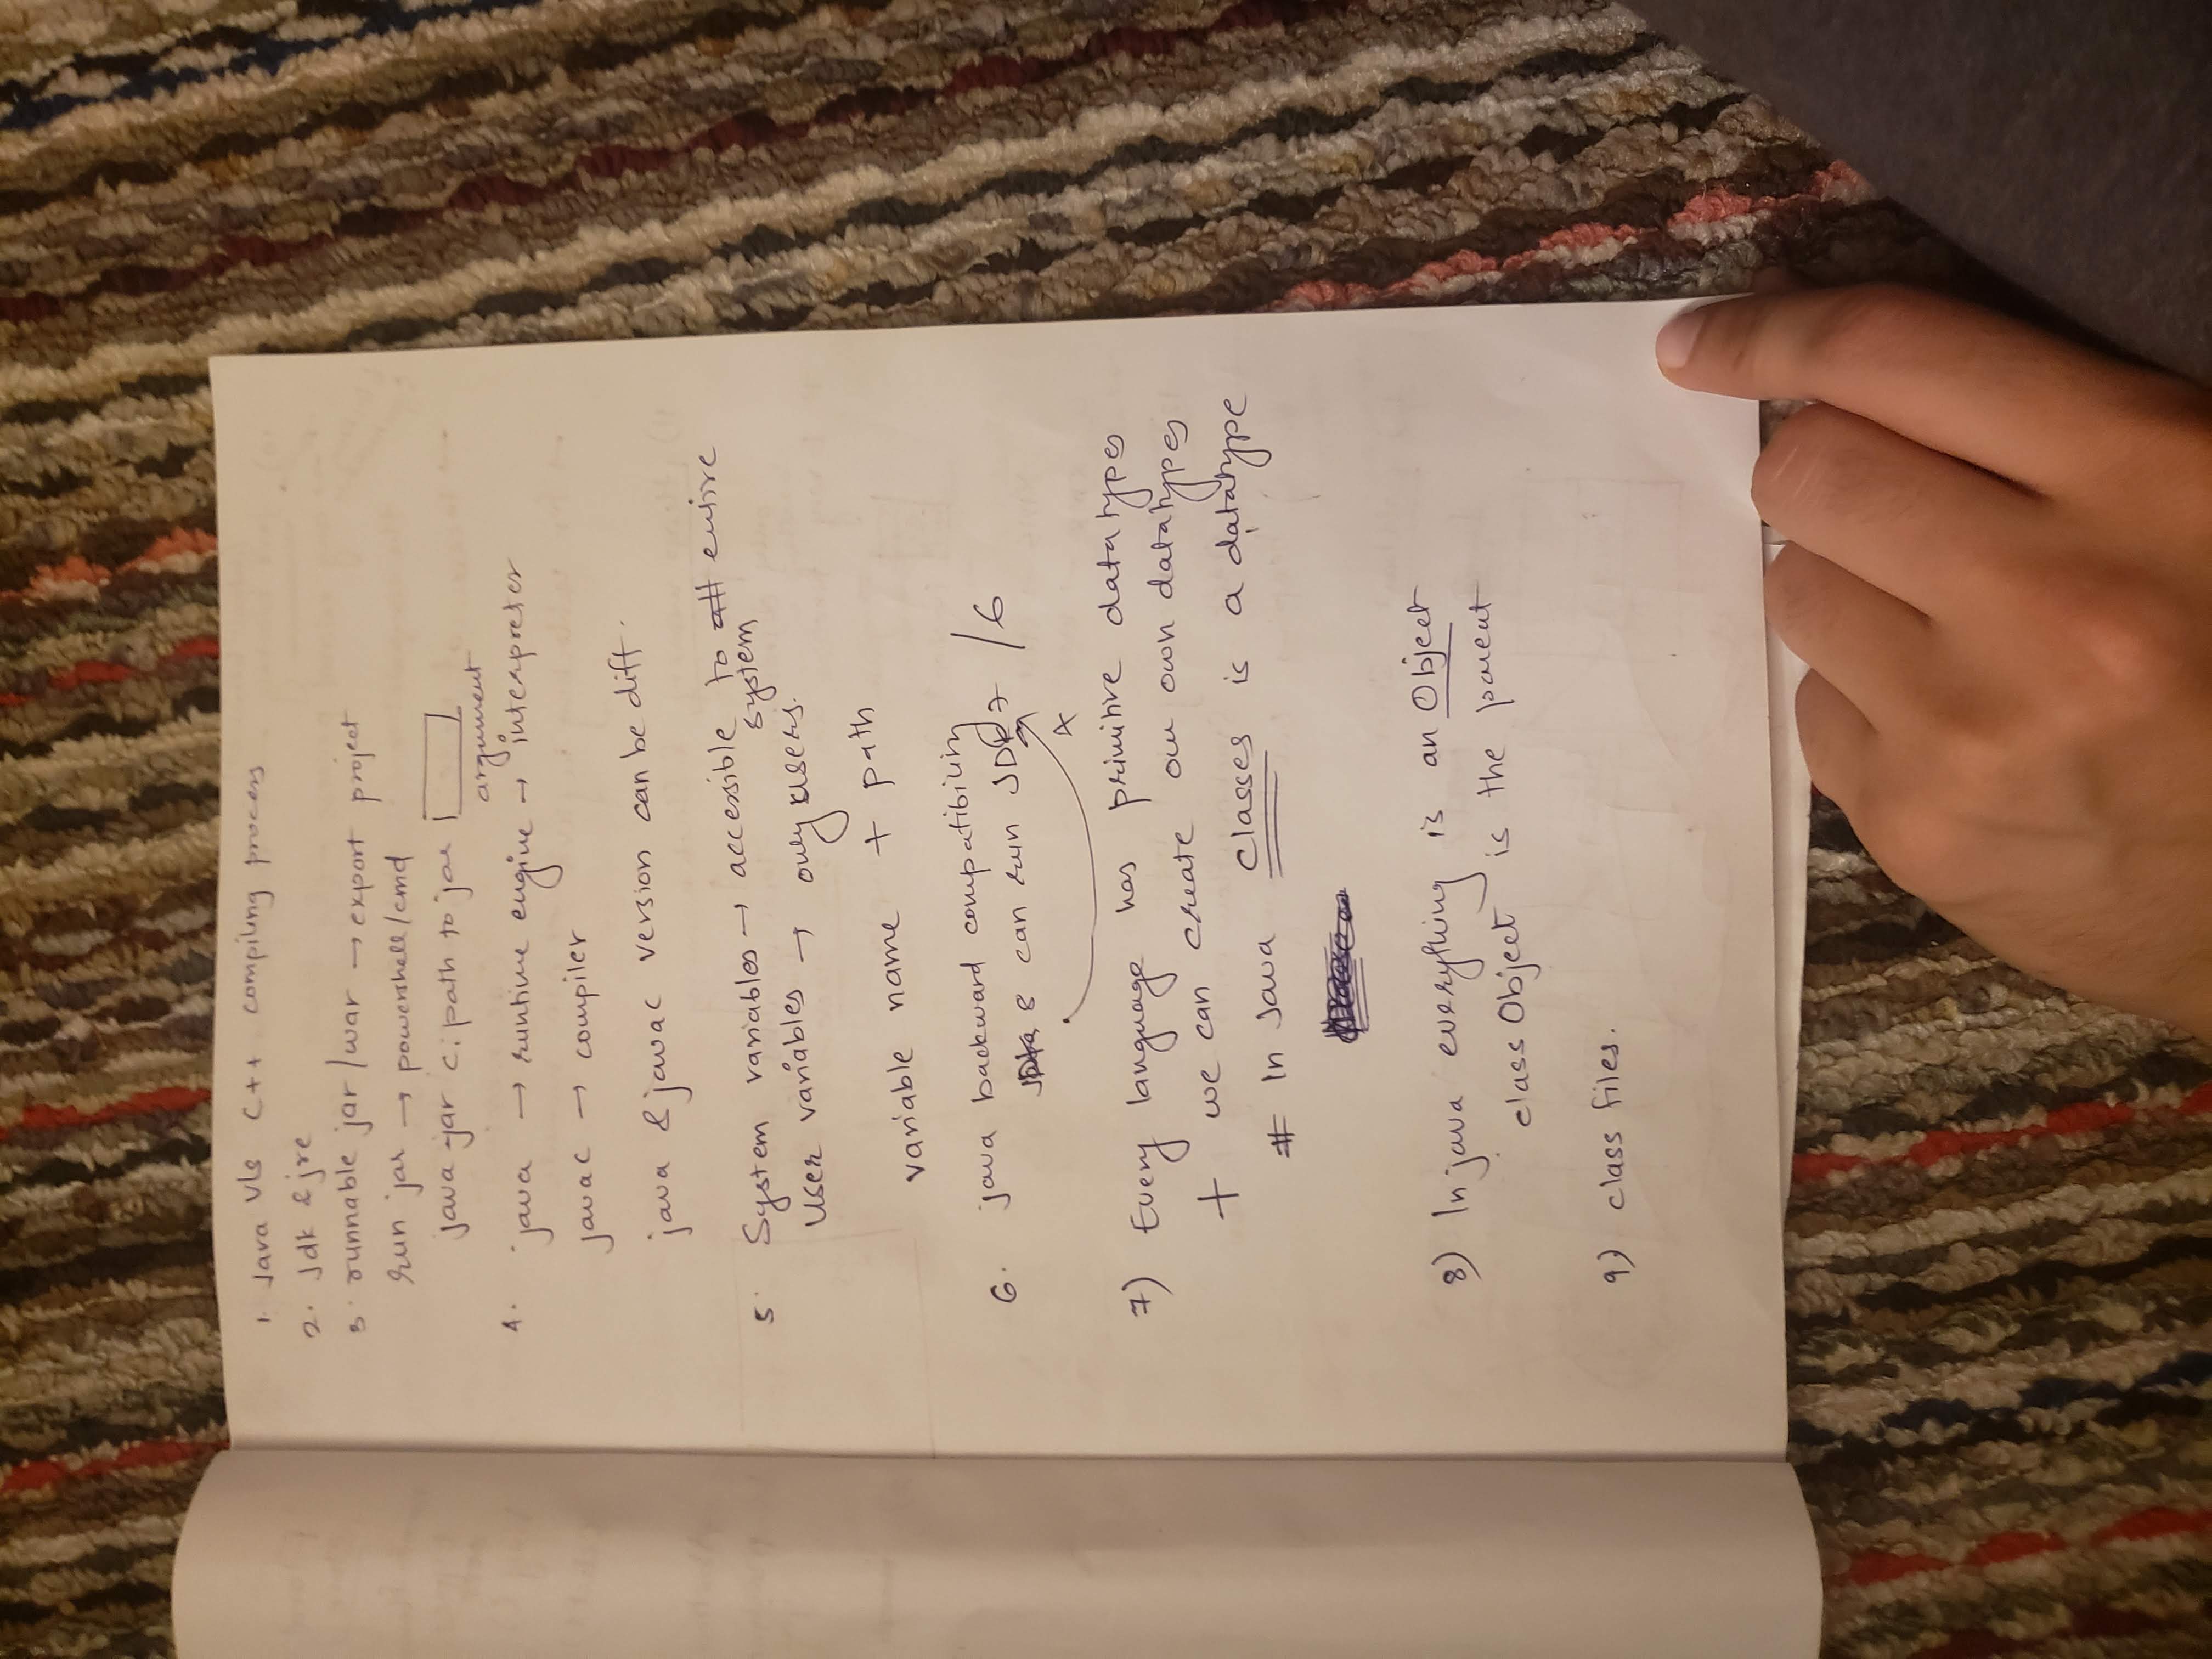 1. Java V/s C++ compiling process
2. Jdk & jre
3. runnable jar/war → export project
run jar → powershell/cmd
java -jar c: path to jar
argument
4. java → runtime engine → interpreter
javac → compiler
java & javac version can be diff.
5. System variables → accessible to all entire
system
User variables → only users.
variable name + path
6. java backward compatibility
8 can run JDK7 / 6
7) Every language has primitive datatypes
+ we can create our own datatypes
# In Java Classes is a datatype
8) In java everything is an Object
class Object is the parent
9) class files.